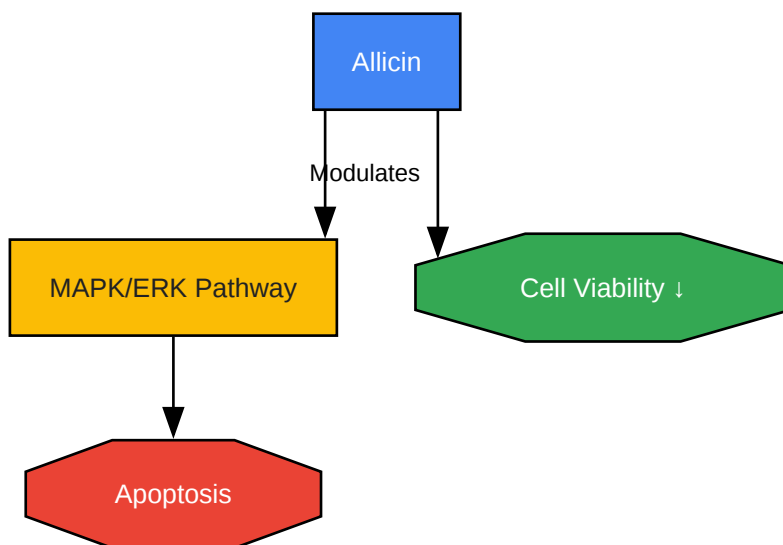 Allicin
Modulates
MAPK/ERK Pathway
Cell Viability ↓
Apoptosis